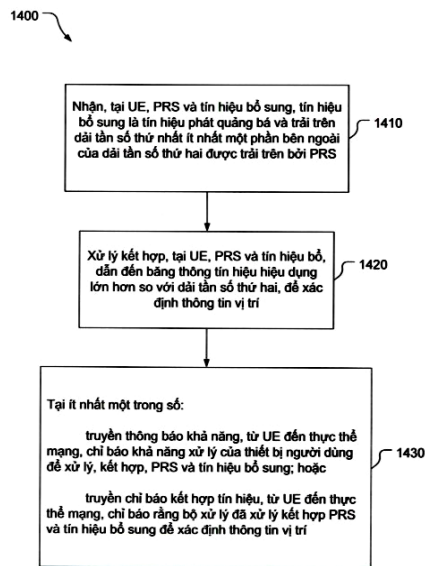 1400
Nhận, tại UE, PRS và tín hiệu bổ sung, tín hiệu
bổ sung là tín hiệu phát quảng bá và trải trên
dải tần số thứ nhất ít nhất một phần bên ngoài
của dải tần số thứ hai được trải trên bởi PRS
1410
Xử lý kết hợp, tại UE, PRS và tín hiệu bổ,
dẫn đến băng thông tín hiệu hiệu dụng
lớn hơn so với dải tần số thứ hai, để xác
định thông tin vị trí
1420
Tại ít nhất một trong số:
truyền thông báo khả năng, từ UE đến thực thể
mạng, chỉ báo khả năng xử lý của thiết bị người dùng
để xử lý, kết hợp, PRS và tín hiệu bổ sung; hoặc
truyền chỉ báo kết hợp tín hiệu, từ UE đến thực
thể mạng, chỉ báo rằng bộ xử lý đã xử lý kết hợp PRS
và tín hiệu bổ sung để xác định thông tin vị trí
1430